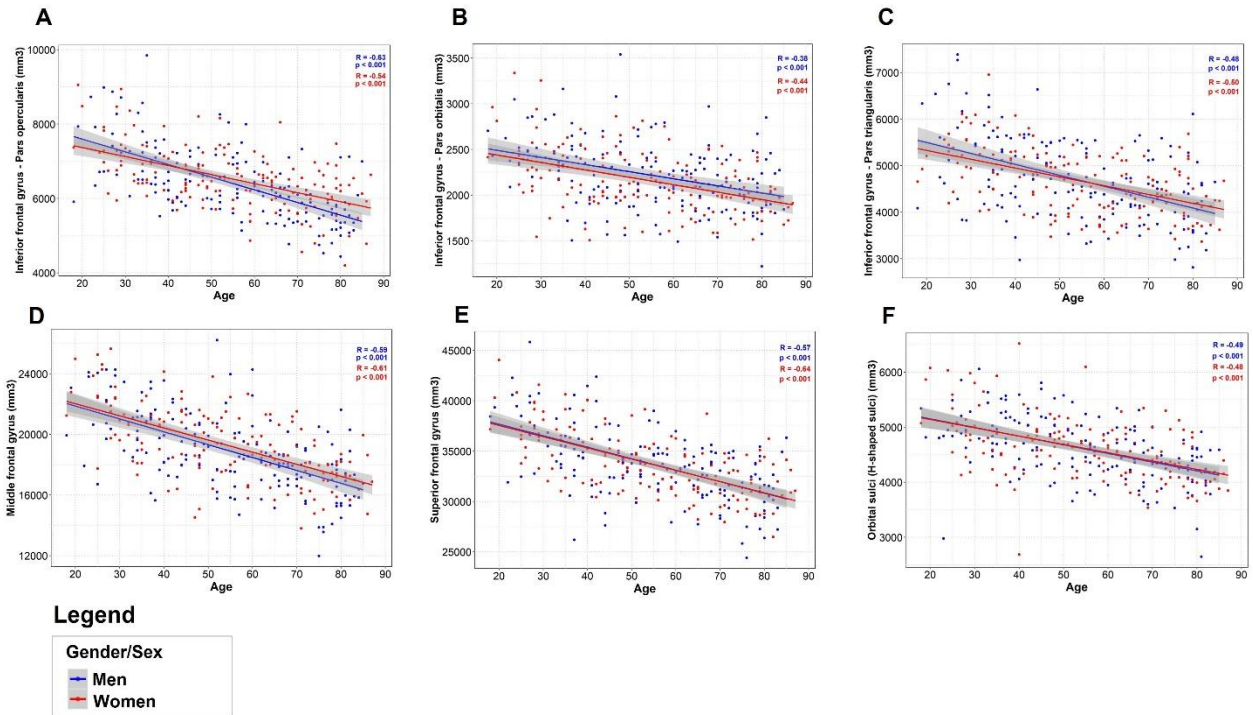 A
Inferior frontal gyrus - Pars opercularis (mm3)
10000
8000
6000
4000
R = -0.63
p < 0.001
R = -0.54
p < 0.001
20 30 40 50 60 70 80 90
Age
B
Inferior frontal gyrus - Pars orbitalis (mm3)
3500
3000
2500
2000
1500
R = -0.38
p < 0.001
R = -0.44
p < 0.001
20 30 40 50 60 70 80 90
Age
C
Inferior frontal gyrus - Pars triangularis (mm3)
7000
6000
5000
4000
3000
R = -0.48
p < 0.001
R = -0.50
p < 0.001
20 30 40 50 60 70 80 90
Age
D
Middle frontal gyrus (mm3)
24000
20000
16000
12000
R = -0.59
p < 0.001
R = -0.61
p < 0.001
20 30 40 50 60 70 80 90
Age
E
Superior frontal gyrus (mm3)
45000
40000
35000
30000
25000
R = -0.57
p < 0.001
R = -0.64
p < 0.001
20 30 40 50 60 70 80 90
Age
F
Orbital sulci (H-shaped sulci) (mm3)
6000
5000
4000
3000
R = -0.49
p < 0.001
R = -0.48
p < 0.001
20 30 40 50 60 70 80 90
Age
Legend
Gender/Sex
Men
Women